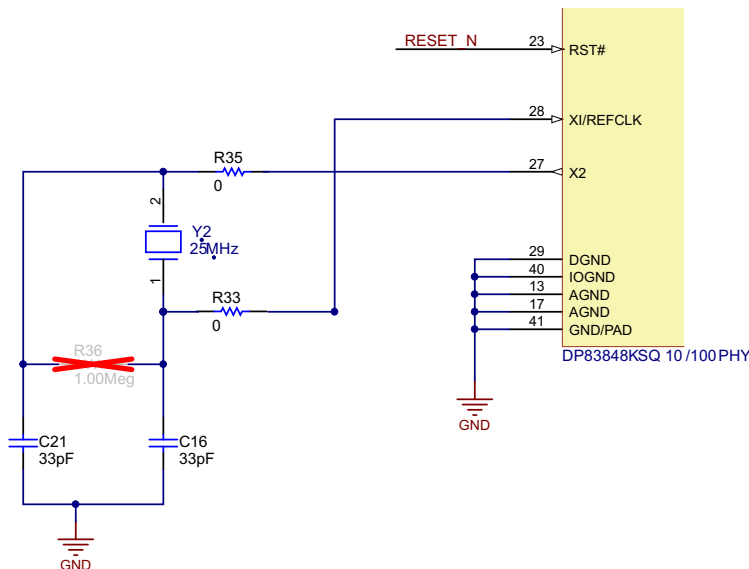 RESET_N
23
RST#
28
XI/REFCLK
R35
0
27
X2
2
Y2
25MHz
1
R33
0
29
DGND
40
IOGND
13
AGND
17
AGND
41
GND/PAD
DP83848KSQ 10/100 PHY
R36
1.00Meg
GND
C21
33pF
C16
33pF
GND